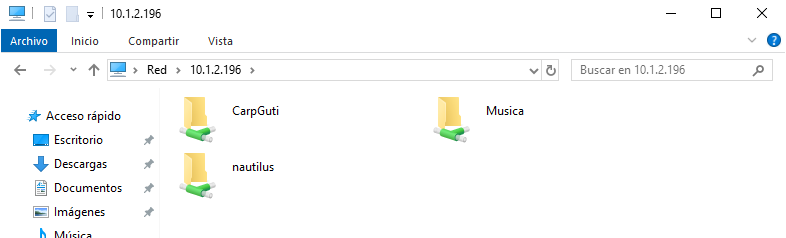 10.1.2.196
Archivo Inicio Compartir Vista
Red 10.1.2.196 Buscar en 10.1.2.196
Acceso rápido
Escritorio
Descargas
Documentos
Imágenes
Música
CarpGuti Musica
nautilus